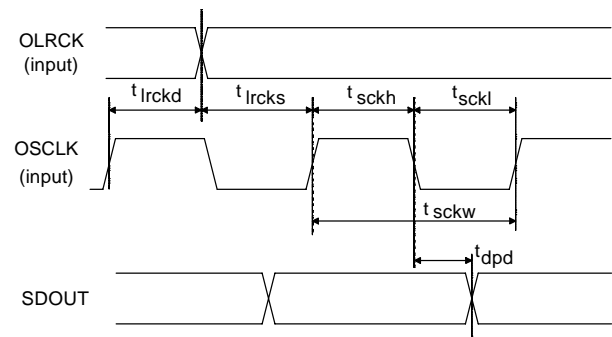 OLRCK
(input)
t lrckd
t lrcks
t sckh
t sckl
OSCLK
(input)
t sckw
t dpd
SDOUT